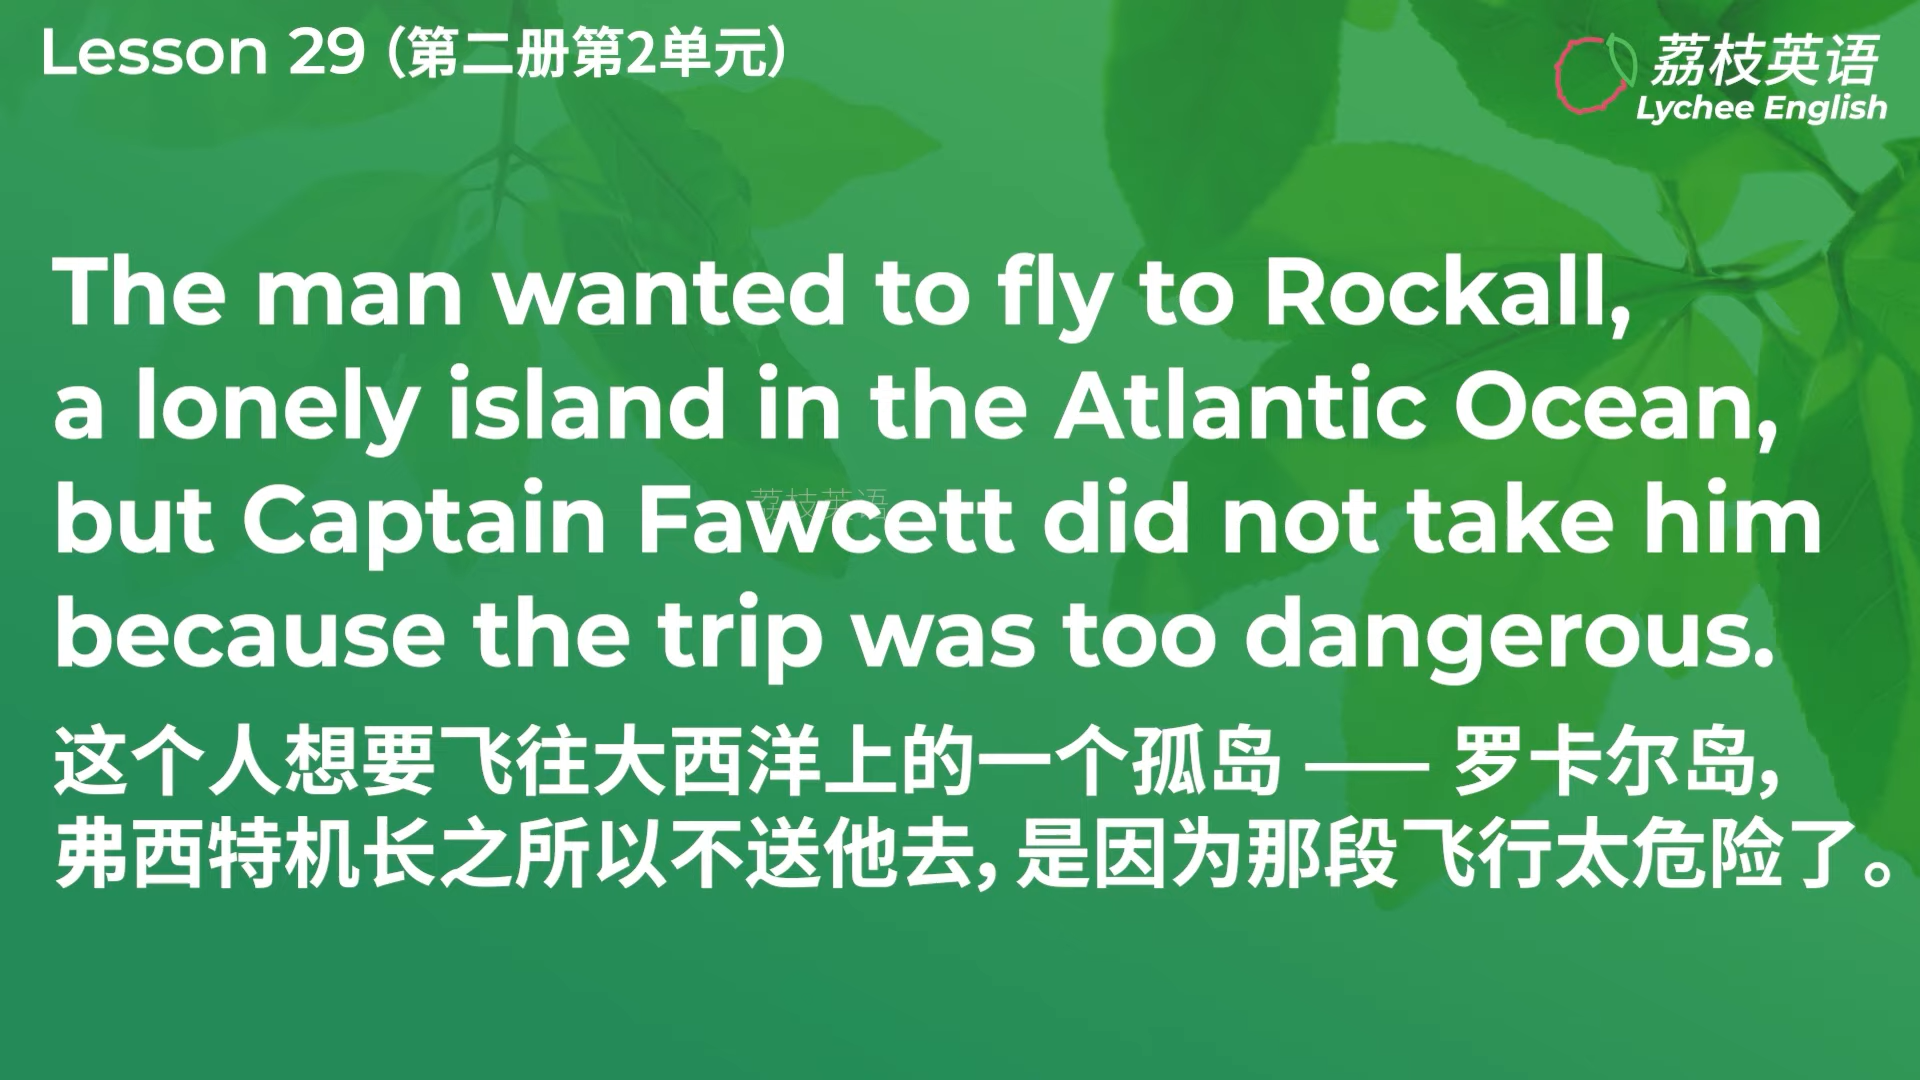 Lesson 29（第二册第2单元）
荔枝英语
Lychee English
The man wanted to fly to Rockall,
a lonely island in the Atlantic Ocean,
but Captain Fawcett did not take him
because the trip was too dangerous.
荔枝英语
这个人想要飞往大西洋上的一个孤岛 —— 罗卡尔岛,
弗西特机长之所以不送他去, 是因为那段飞行太危险了。